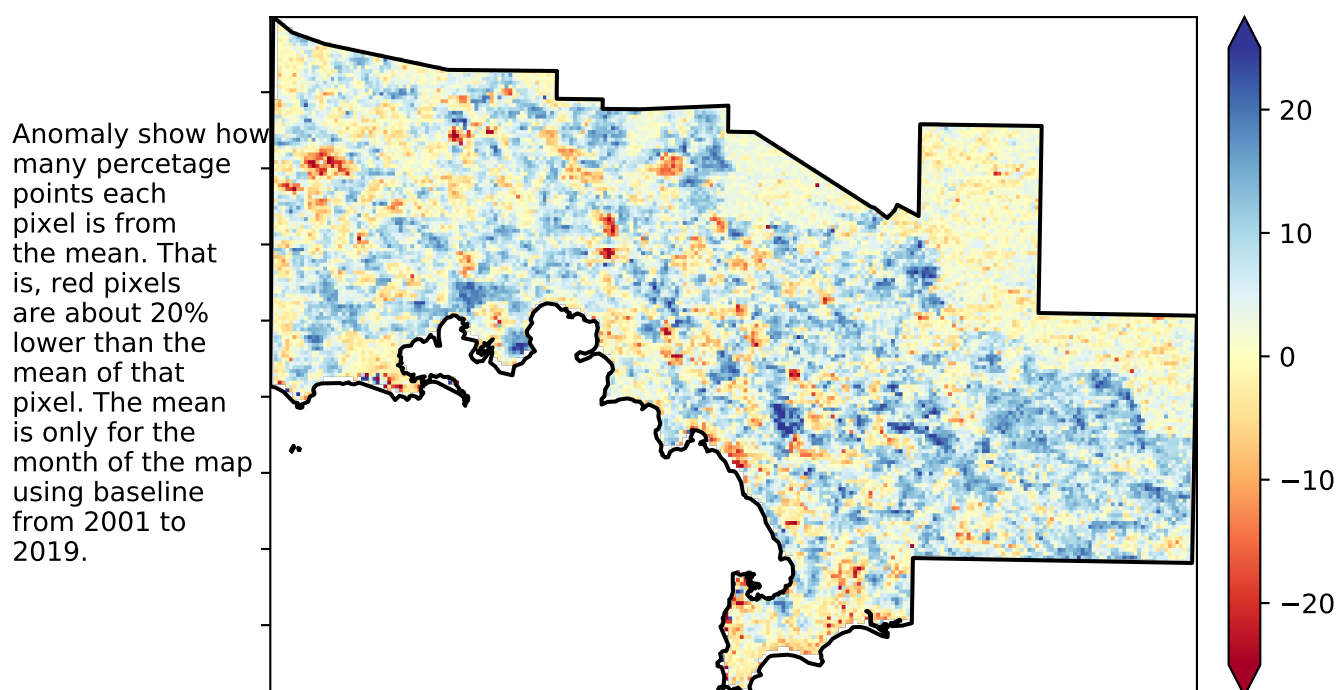 Anomaly show how
many percetage
points each
pixel is from
the mean. That
is, red pixels
are about 20%
lower than the
mean of that
pixel. The mean
is only for the
month of the map
using baseline
from 2001 to
2019.
20
10
0
−10
−20